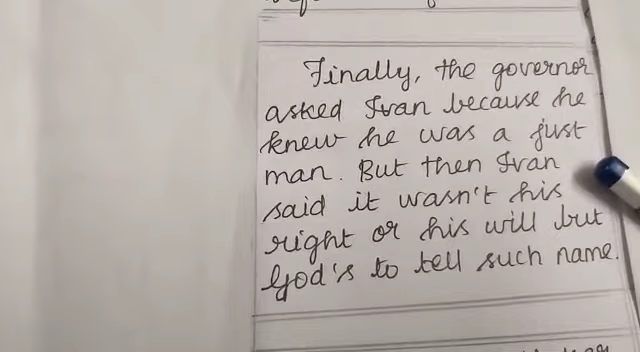 Finally, the governor
asked Ivan because he
knew he was a just
man. But then Ivan
said it wasn't his
right or his will but
God's to tell such name.